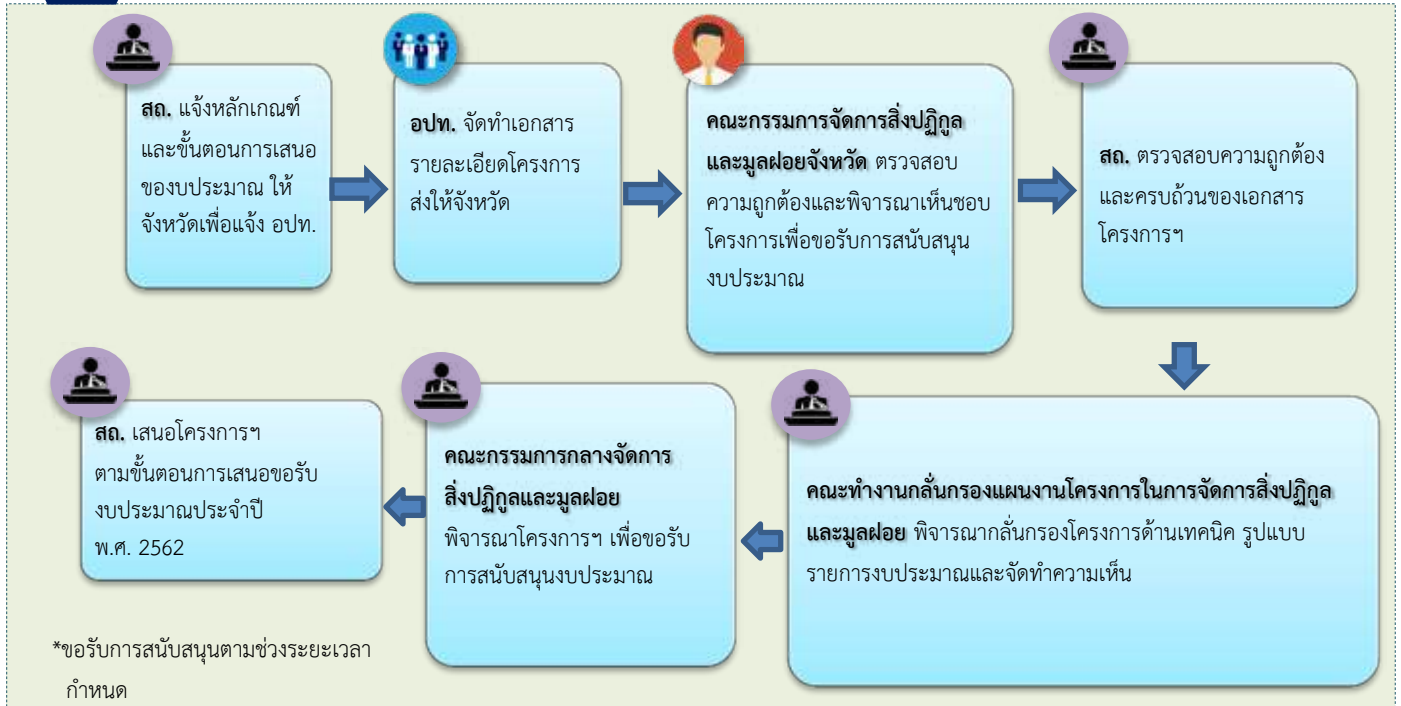 สถ. แจ้งหลักเกณฑ์
และขั้นตอนการเสนอ
ของบประมาณ ให้
จังหวัดเพื่อแจ้ง อปท.
อปท. จัดทำเอกสาร
รายละเอียดโครงการ
ส่งให้จังหวัด
คณะกรรมการจัดการสิ่งปฏิกูล
และมูลฝอยจังหวัด ตรวจสอบ
ความถูกต้องและพิจารณาเห็นชอบ
โครงการเพื่อขอรับการสนับสนุน
งบประมาณ
สถ. ตรวจสอบความถูกต้อง
และครบถ้วนของเอกสาร
โครงการฯ
คณะทำงานกลั่นกรองแผนงานโครงการในการจัดการสิ่งปฏิกูล
และมูลฝอย พิจารณากลั่นกรองโครงการด้านเทคนิค รูปแบบ
รายการงบประมาณและจัดทำความเห็น
คณะกรรมการกลางจัดการ
สิ่งปฏิกูลและมูลฝอย
พิจารณาโครงการฯ เพื่อขอรับ
การสนับสนุนงบประมาณ
สถ. เสนอโครงการฯ
ตามขั้นตอนการเสนอขอรับ
งบประมาณประจำปี
พ.ศ. 2562
*ขอรับการสนับสนุนตามช่วงระยะเวลา
กำหนด